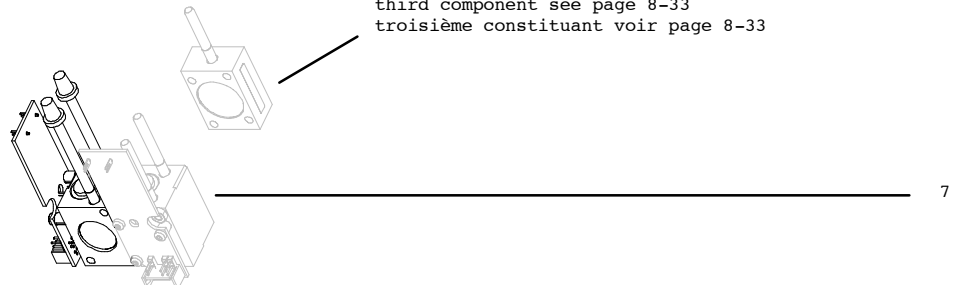 third component see page 8-33
troisième constituant voir page 8-33
7